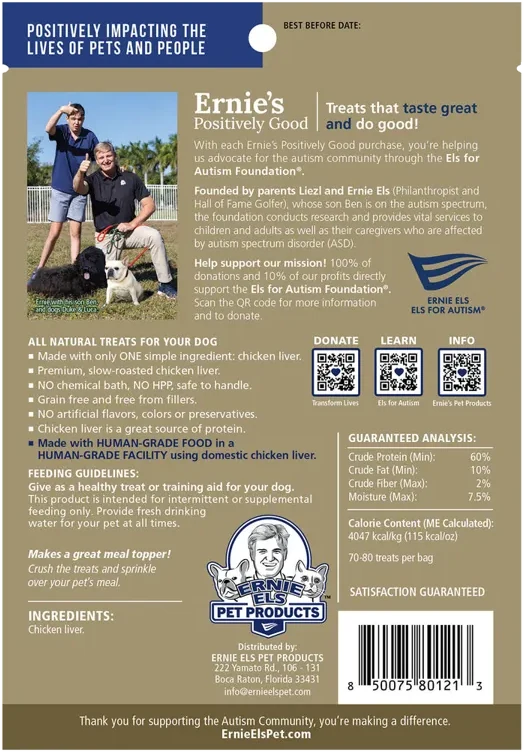 POSITIVELY IMPACTING THE
LIVES OF PETS AND PEOPLE
BEST BEFORE DATE:
Ernie's
Positively Good
Treats that taste great
and do good!
With each Ernie's Positively Good purchase, you're helping
us advocate for the autism community through the Els for
Autism Foundation®.
Founded by parents Liezl and Ernie Els (Philanthropist and
Hall of Fame Golfer), whose son Ben is on the autism spectrum,
the foundation conducts research and provides vital services to
children and adults as well as their caregivers who are affected
by autism spectrum disorder (ASD).
Help support our mission! 100% of
donations and 10% of our profits directly
support the Els for Autism Foundation®.
Scan the QR code for more information
and to donate.
ERNIE ELS
ELS FOR AUTISM®
Ernie with his son Ben
and dogs Duke & Luca
ALL NATURAL TREATS FOR YOUR DOG
■ Made with only ONE simple ingredient: chicken liver.
■ Premium, slow-roasted chicken liver.
■ NO chemical bath, NO HPP, safe to handle.
■ Grain free and free from fillers.
■ NO artificial flavors, colors or preservatives.
■ Chicken liver is a great source of protein.
■ Made with HUMAN-GRADE FOOD in a
HUMAN-GRADE FACILITY using domestic chicken liver.
DONATE
Transform Lives
LEARN
Els for Autism
INFO
Ernie's Pet Products
FEEDING GUIDELINES:
Give as a healthy treat or training aid for your dog.
This product is intended for intermittent or supplemental
feeding only. Provide fresh drinking
water for your pet at all times.
Makes a great meal topper!
Crush the treats and sprinkle
over your pet's meal.
INGREDIENTS:
Chicken liver.
GUARANTEED ANALYSIS:
Crude Protein (Min): 60%
Crude Fat (Min): 10%
Crude Fiber (Max): 2%
Moisture (Max): 7.5%
Calorie Content (ME Calculated):
4047 kcal/kg (115 kcal/oz)
70-80 treats per bag
SATISFACTION GUARANTEED
ERNIE
ELS
PET PRODUCTS
™
Distributed by:
ERNIE ELS PET PRODUCTS
222 Yamato Rd., 106 - 131
Boca Raton, Florida 33431
info@ernieelspet.com
8 50075 80121 3
Thank you for supporting the Autism Community, you're making a difference.
ErnieElsPet.com